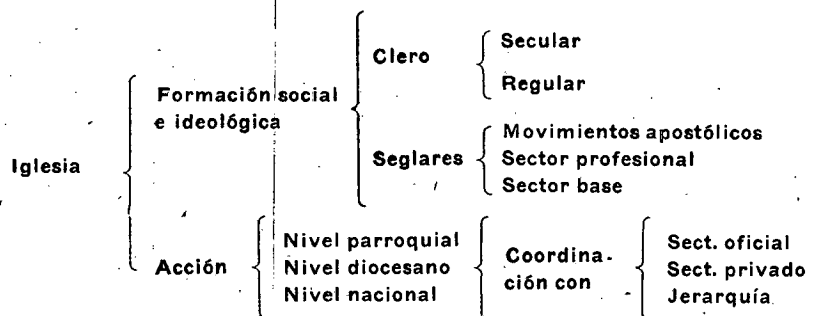 Iglesia
Formación social
e ideológica
Clero
Secular
Regular
Seglares
Movimientos apostólicos
Sector profesional
Sector base
Acción
Nivel parroquial
Nivel diocesano
Nivel nacional
Coordina-
ción con
Sect. oficial
Sect. privado
Jerarquía